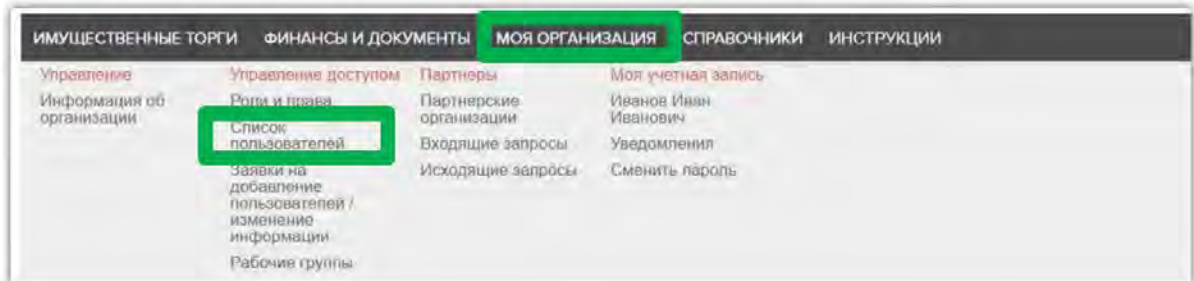 ИМУЩЕСТВЕННЫЕ ТОРГИ ФИНАНСЫ И ДОКУМЕНТЫ МОЯ ОРГАНИЗАЦИЯ СПРАВОЧНИКИ ИНСТРУКЦИИ
Управление
Информация об
организации
Управление доступом
Роли и права
Список
пользователей
Заявки на
добавление
пользователей /
изменение
информации
Рабочие группы
Партнеры
Партнерские
организации
Входящие запросы
Исходящие запросы
Моя учетная запись
Иванов Иван
Иванович
Уведомления
Сменить пароль